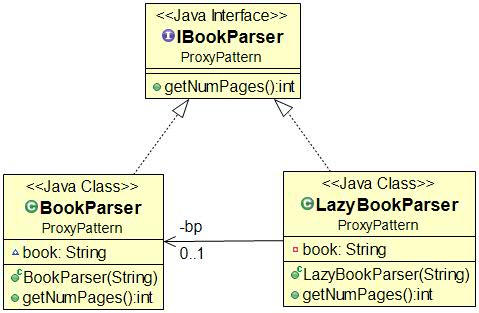 <<Java Interface>>
IBookParser
ProxyPattern
getNumPages():int
<<Java Class>>
BookParser
ProxyPattern
book: String
BookParser(String)
getNumPages():int
-bp
0..1
<<Java Class>>
LazyBookParser
ProxyPattern
book: String
LazyBookParser(String)
getNumPages():int